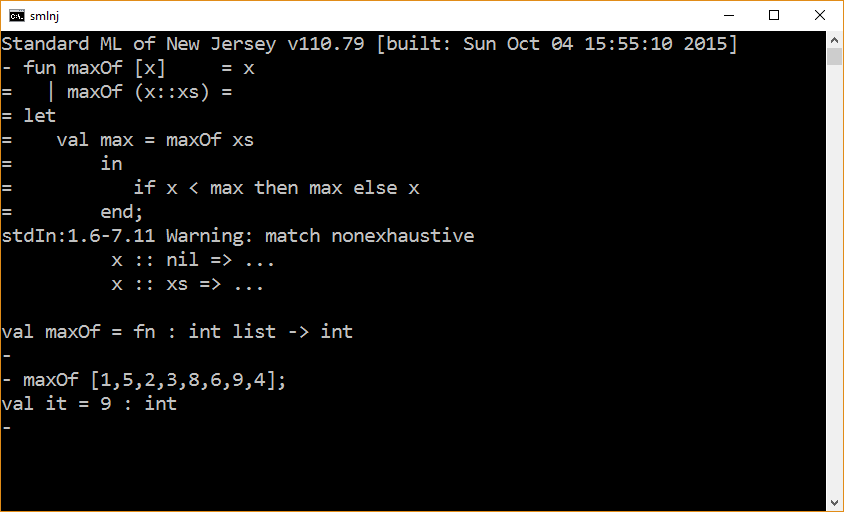 smlnj
Standard ML of New Jersey v110.79 [built: Sun Oct 04 15:55:10 2015]
- fun maxOf [x]     = x
=   | maxOf (x::xs) =
= let
=    val max = maxOf xs
=        in
=           if x < max then max else x
=        end;
stdIn:1.6-7.11 Warning: match nonexhaustive
          x :: nil => ...
          x :: xs => ...

val maxOf = fn : int list -> int
-
- maxOf [1,5,2,3,8,6,9,4];
val it = 9 : int
-